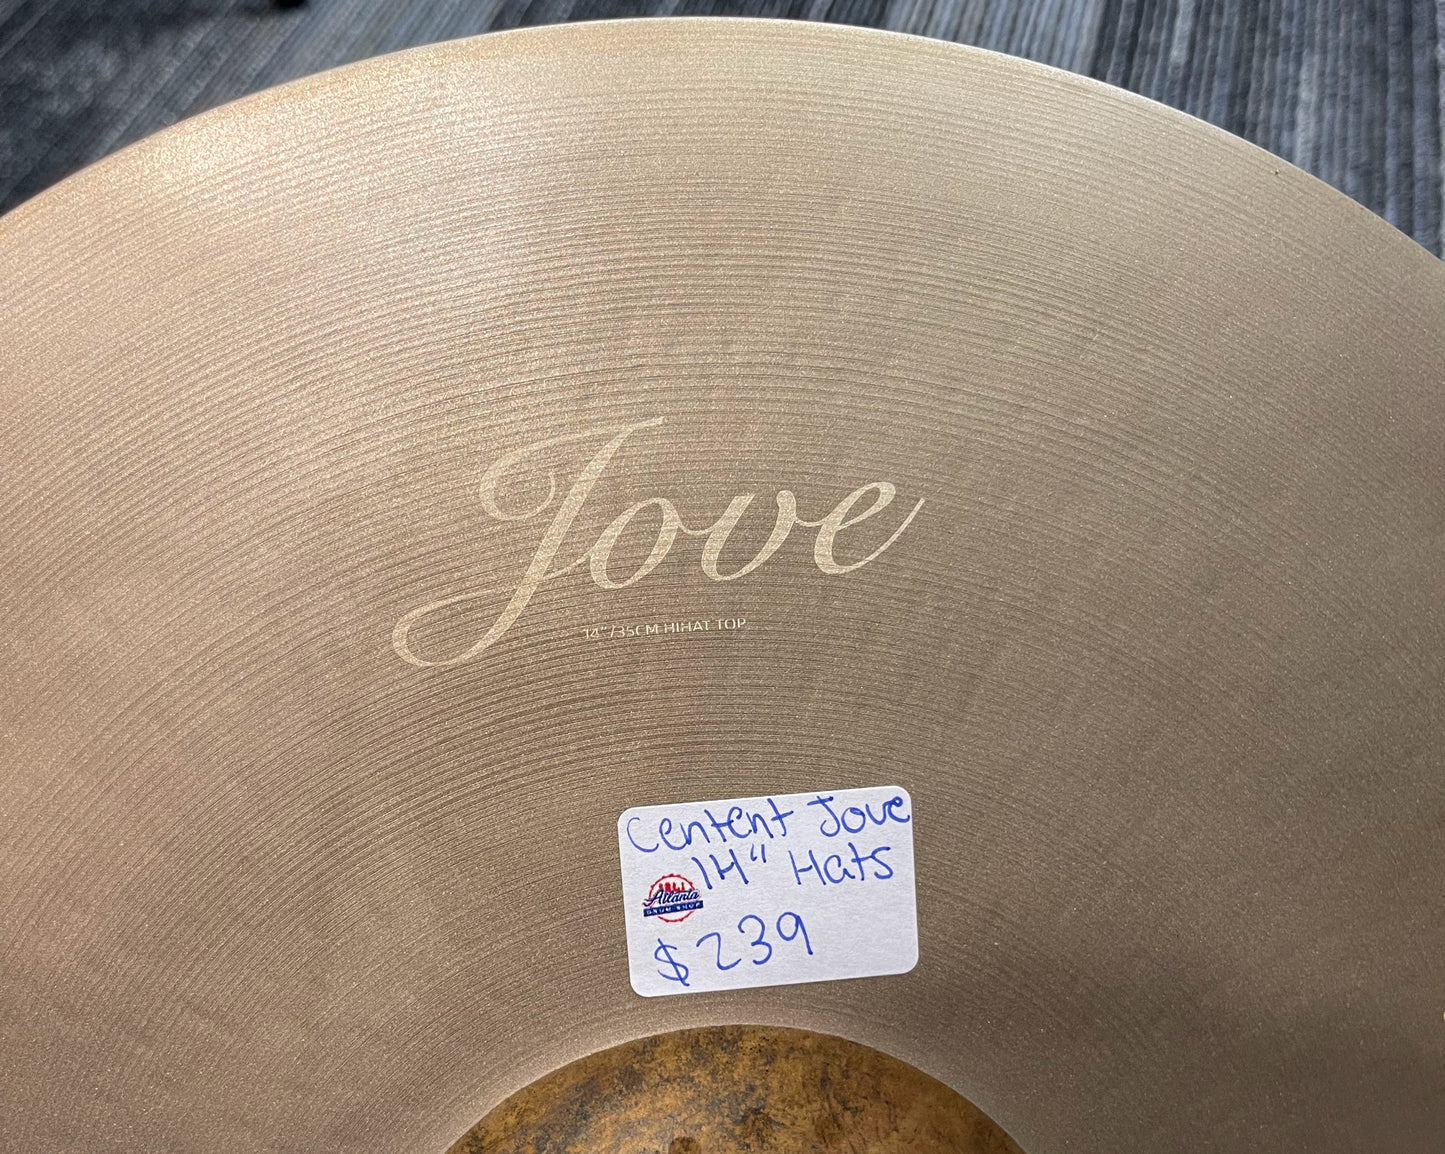 Jove
14"/35CM HIHAT TOP
Centent Jove
14" Hats
Atlanta
DRUM SHOP
$239